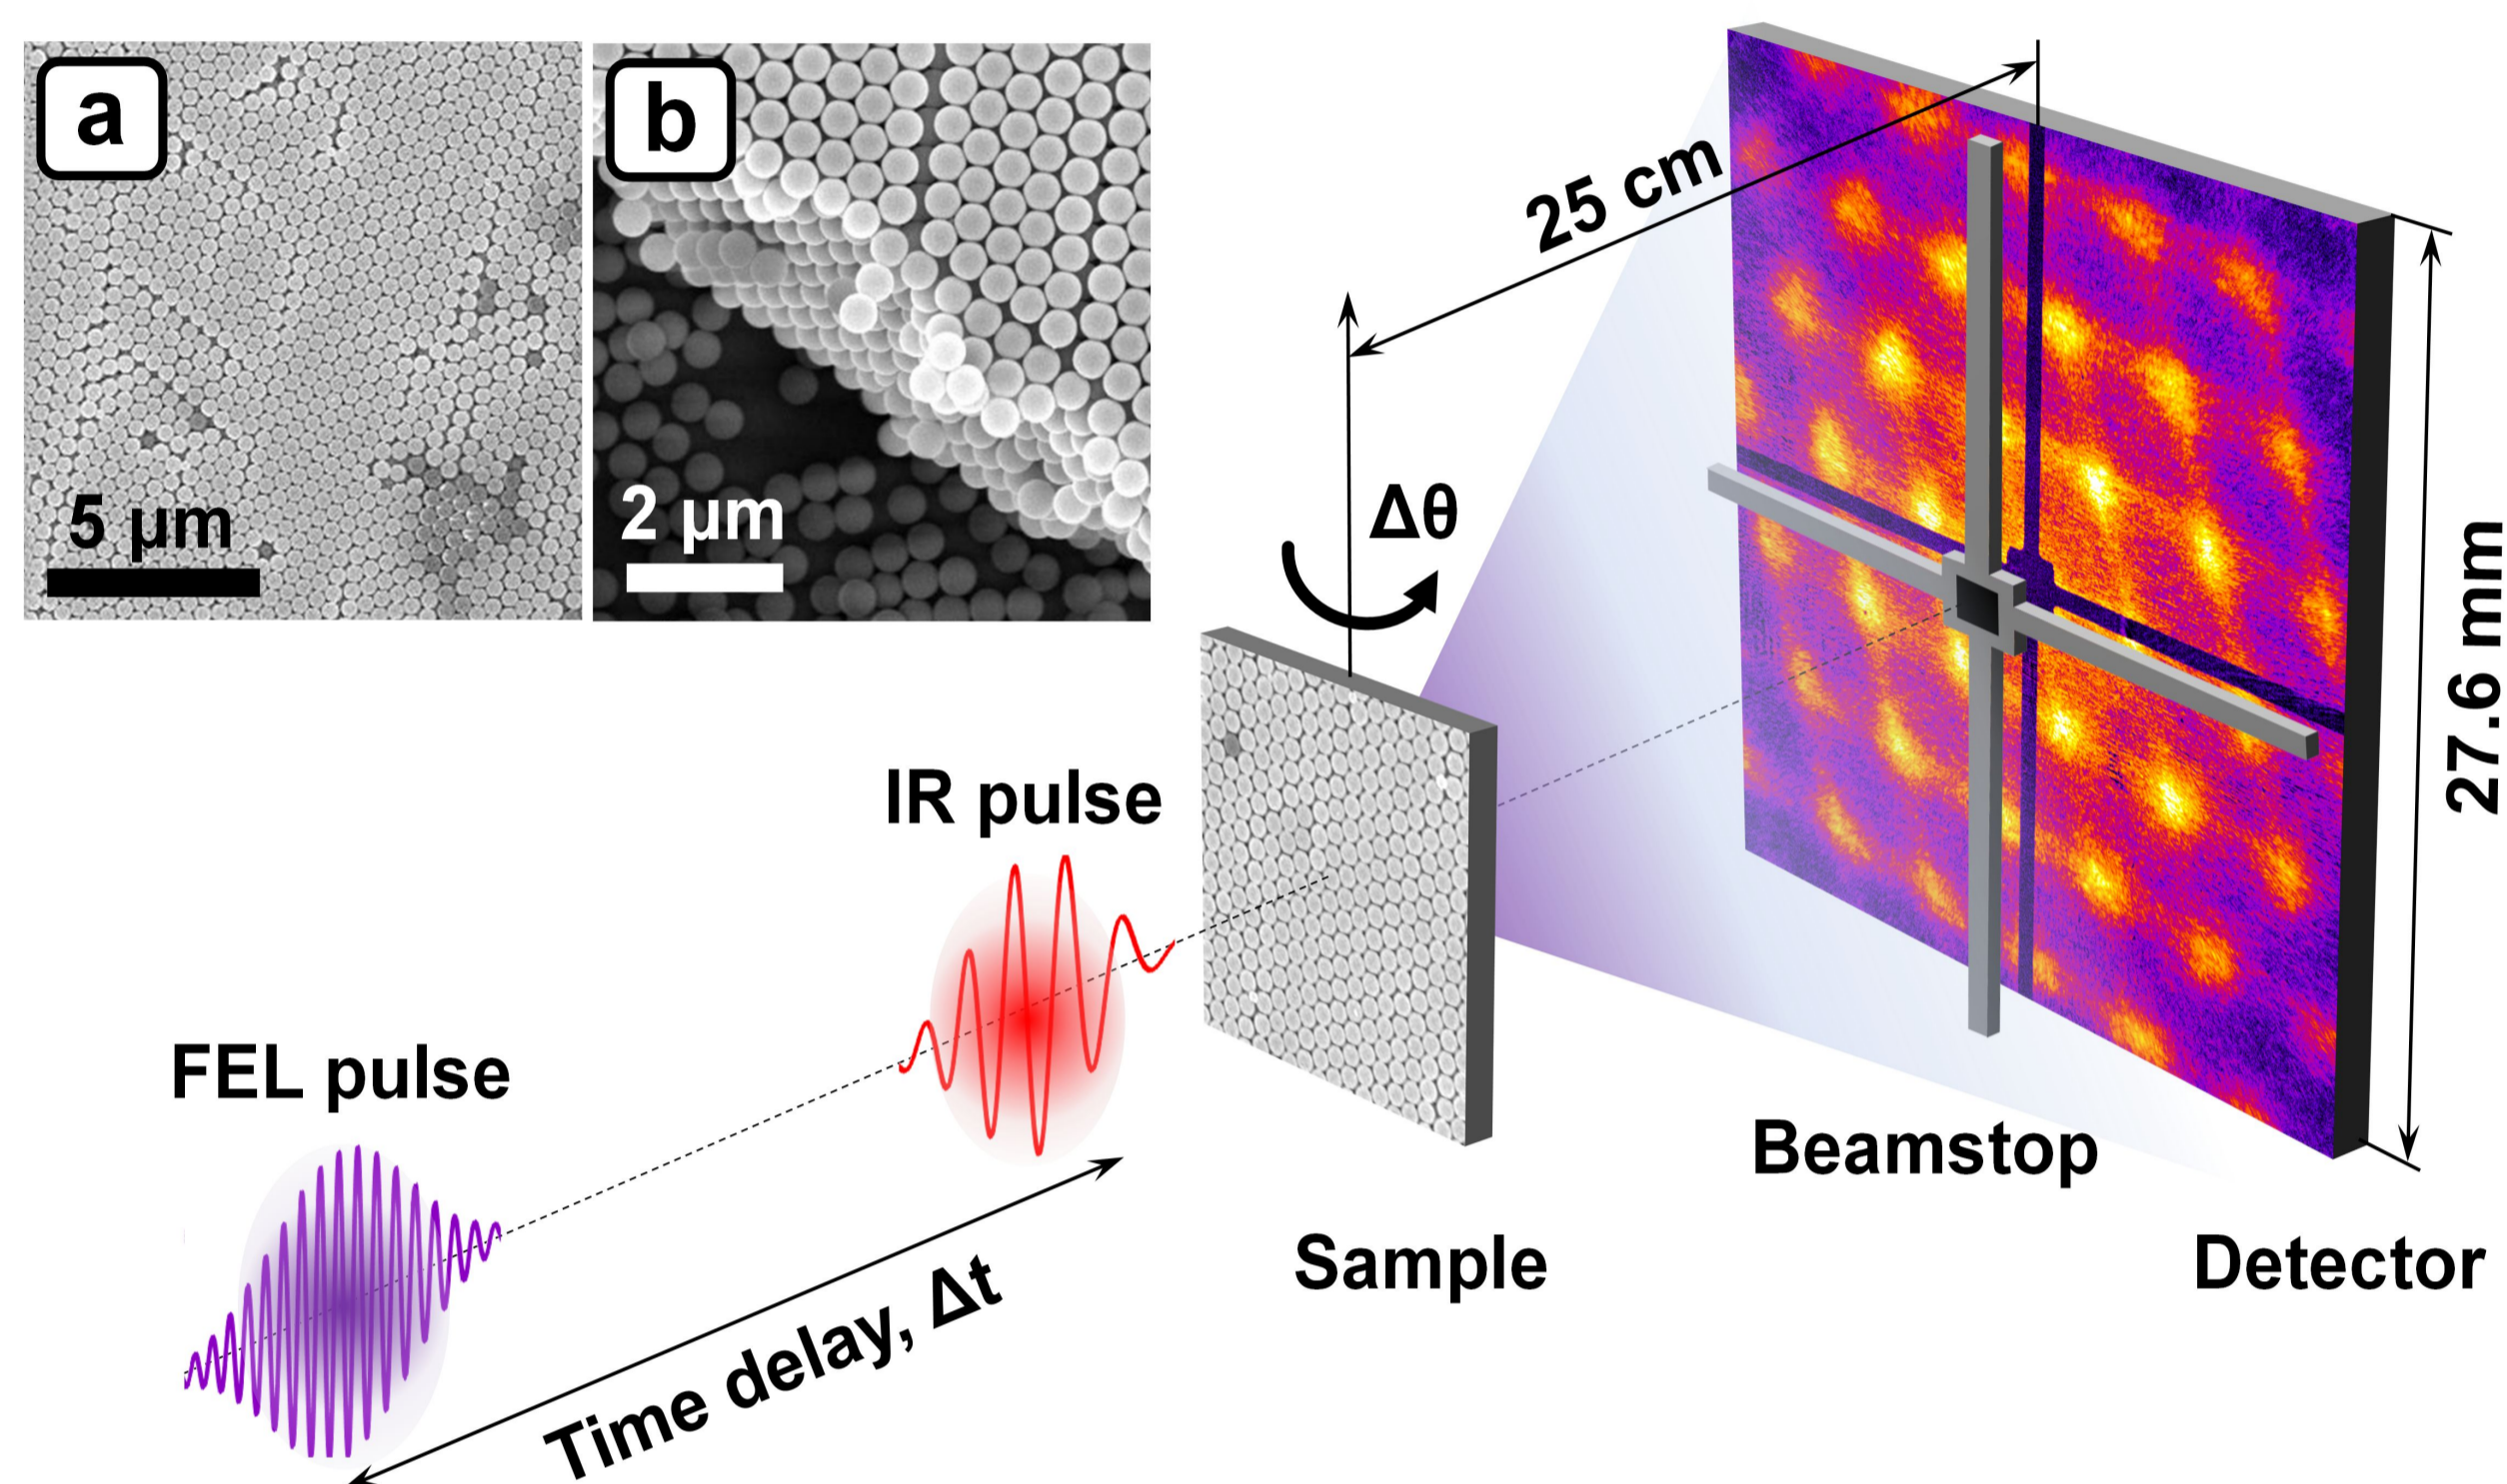 a
b
5 μm
2 μm
25 cm
Δθ
27.6 mm
IR pulse
FEL pulse
Time delay, Δt
Beamstop
Sample
Detector